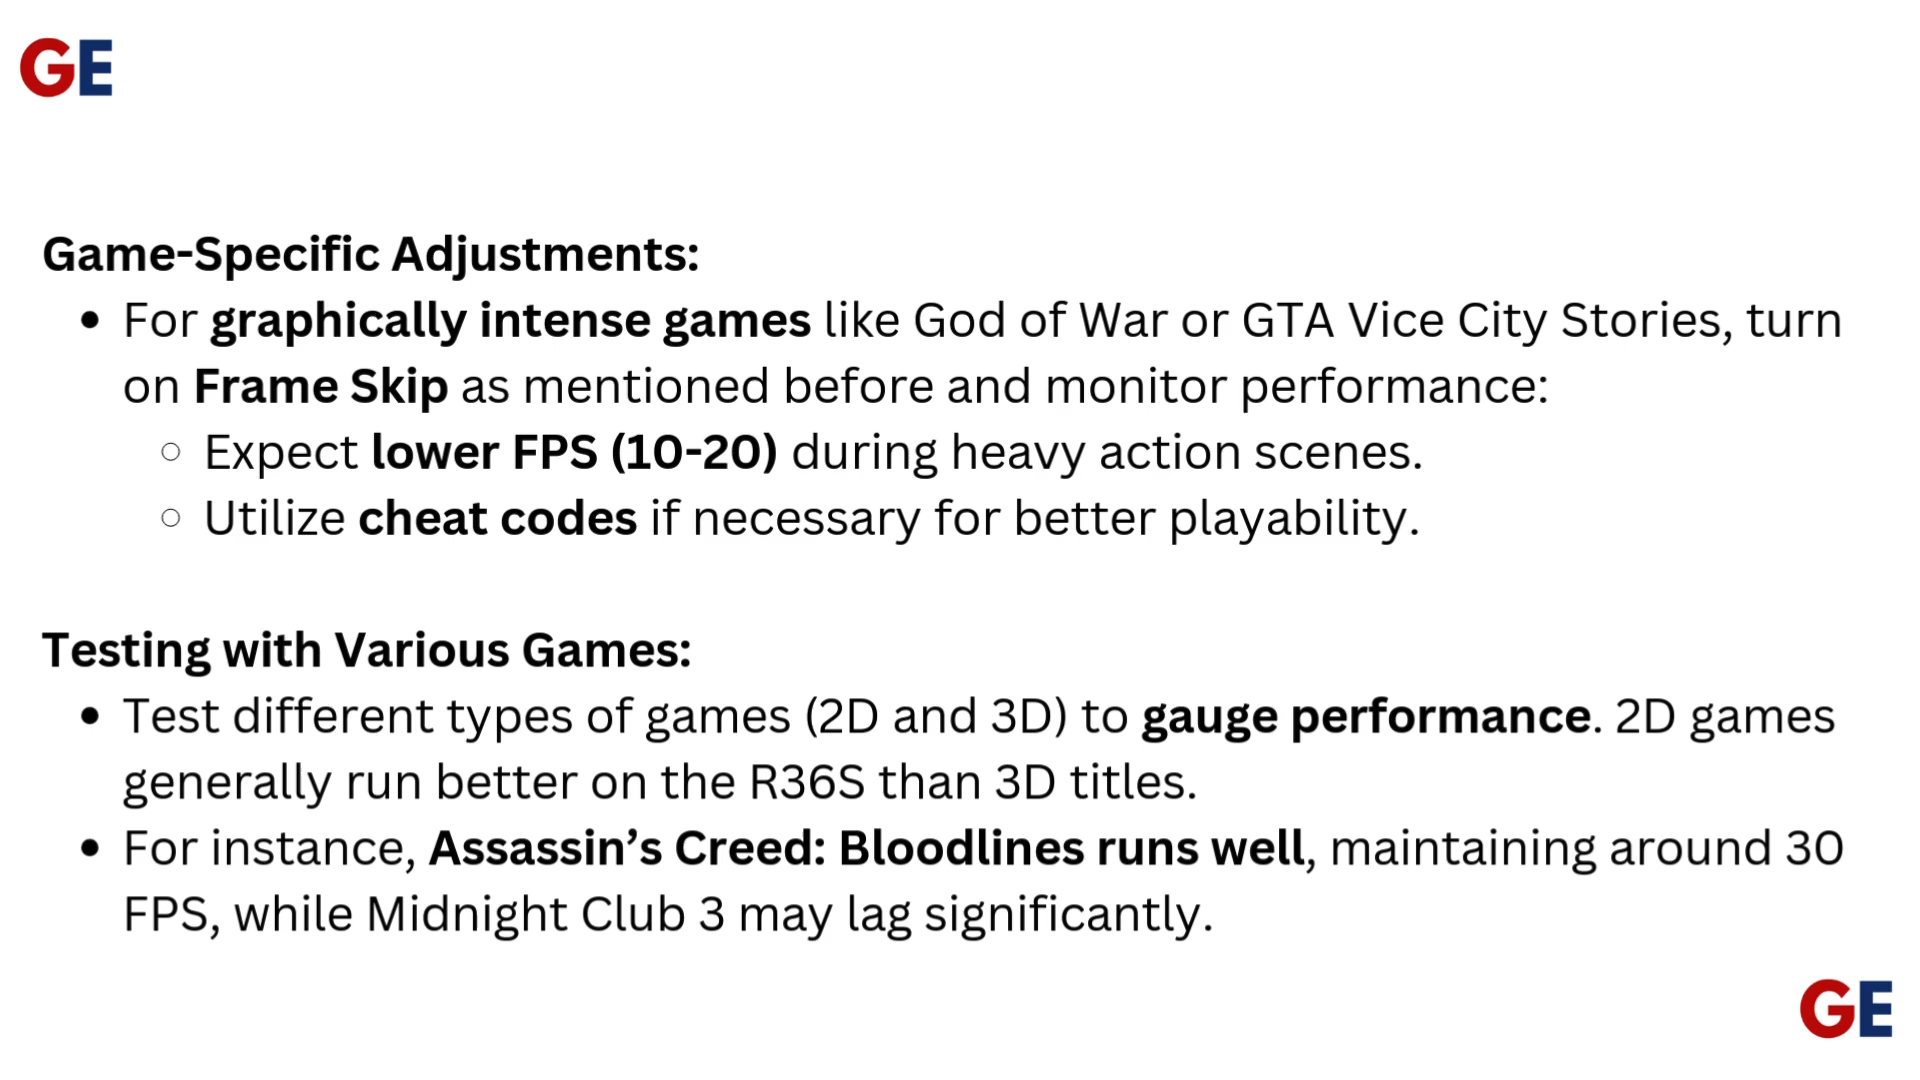 GE
Game-Specific Adjustments:
• For graphically intense games like God of War or GTA Vice City Stories, turn
on Frame Skip as mentioned before and monitor performance:
○ Expect lower FPS (10-20) during heavy action scenes.
○ Utilize cheat codes if necessary for better playability.
Testing with Various Games:
• Test different types of games (2D and 3D) to gauge performance. 2D games
generally run better on the R36S than 3D titles.
• For instance, Assassin’s Creed: Bloodlines runs well, maintaining around 30
FPS, while Midnight Club 3 may lag significantly.
GE